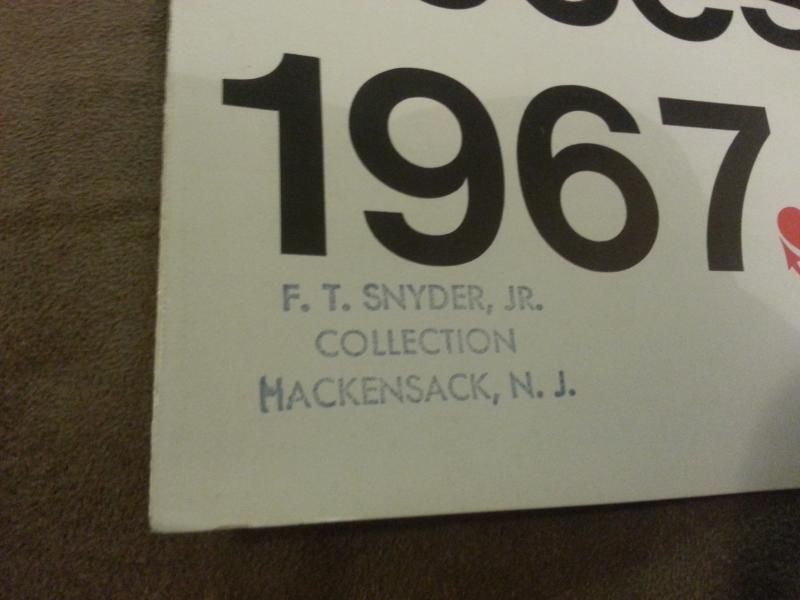 1967
F. T. SNYDER, JR.
COLLECTION
HACKENSACK, N. J.